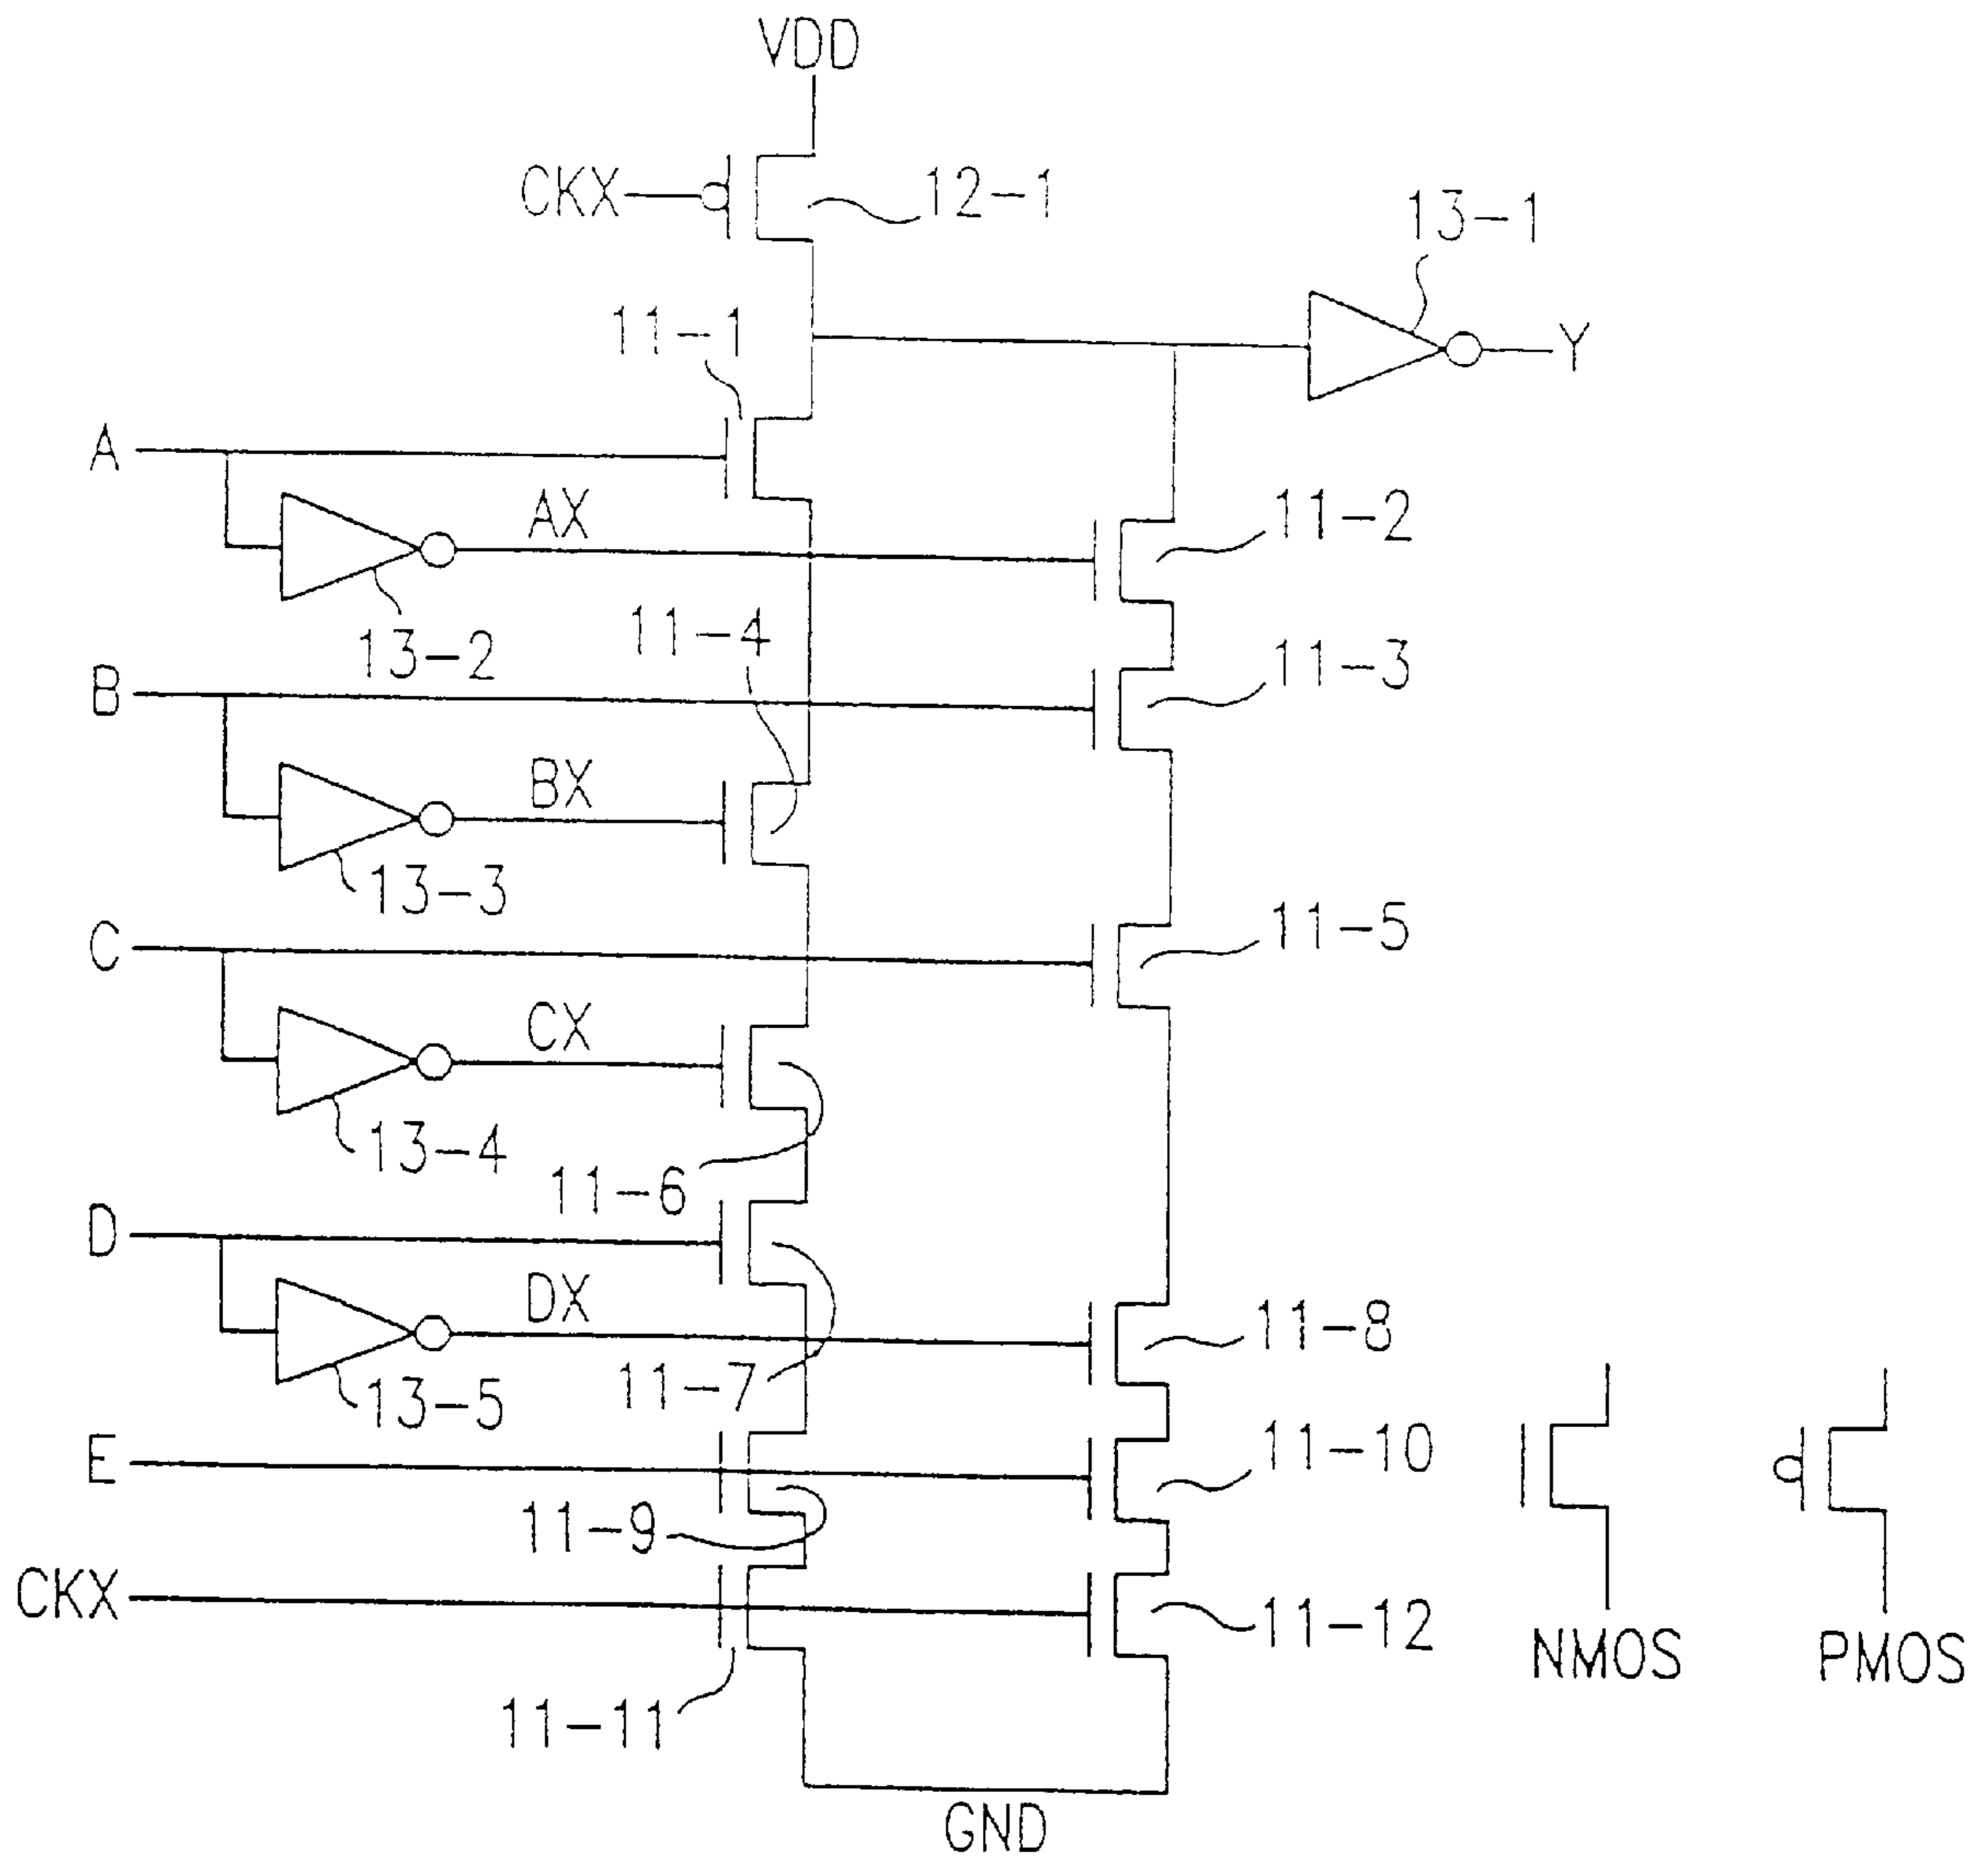 VDD
CKX
12-1
13-1
11-1
Y
A
AX
11-2
13-2
11-4
11-3
B
BX
13-3
11-5
C
CX
13-4
11-6
D
DX
11-8
11-7
13-5
E
11-10
11-9
CKX
11-12
NMOS
PMOS
11-11
GND